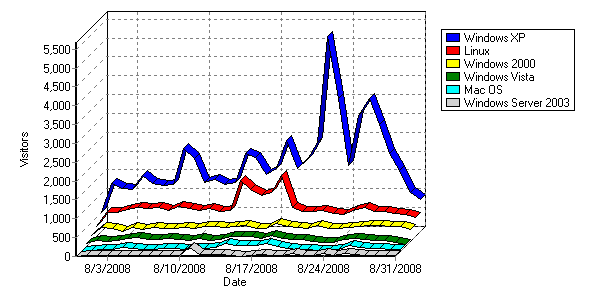 5,500
5,000
4,500
4,000
3,500
3,000
2,500
2,000
1,500
1,000
500
0
Visitors
8/3/2008 8/10/2008 8/17/2008 8/24/2008 8/31/2008
Date
Windows XP
Linux
Windows 2000
Windows Vista
Mac OS
Windows Server 2003